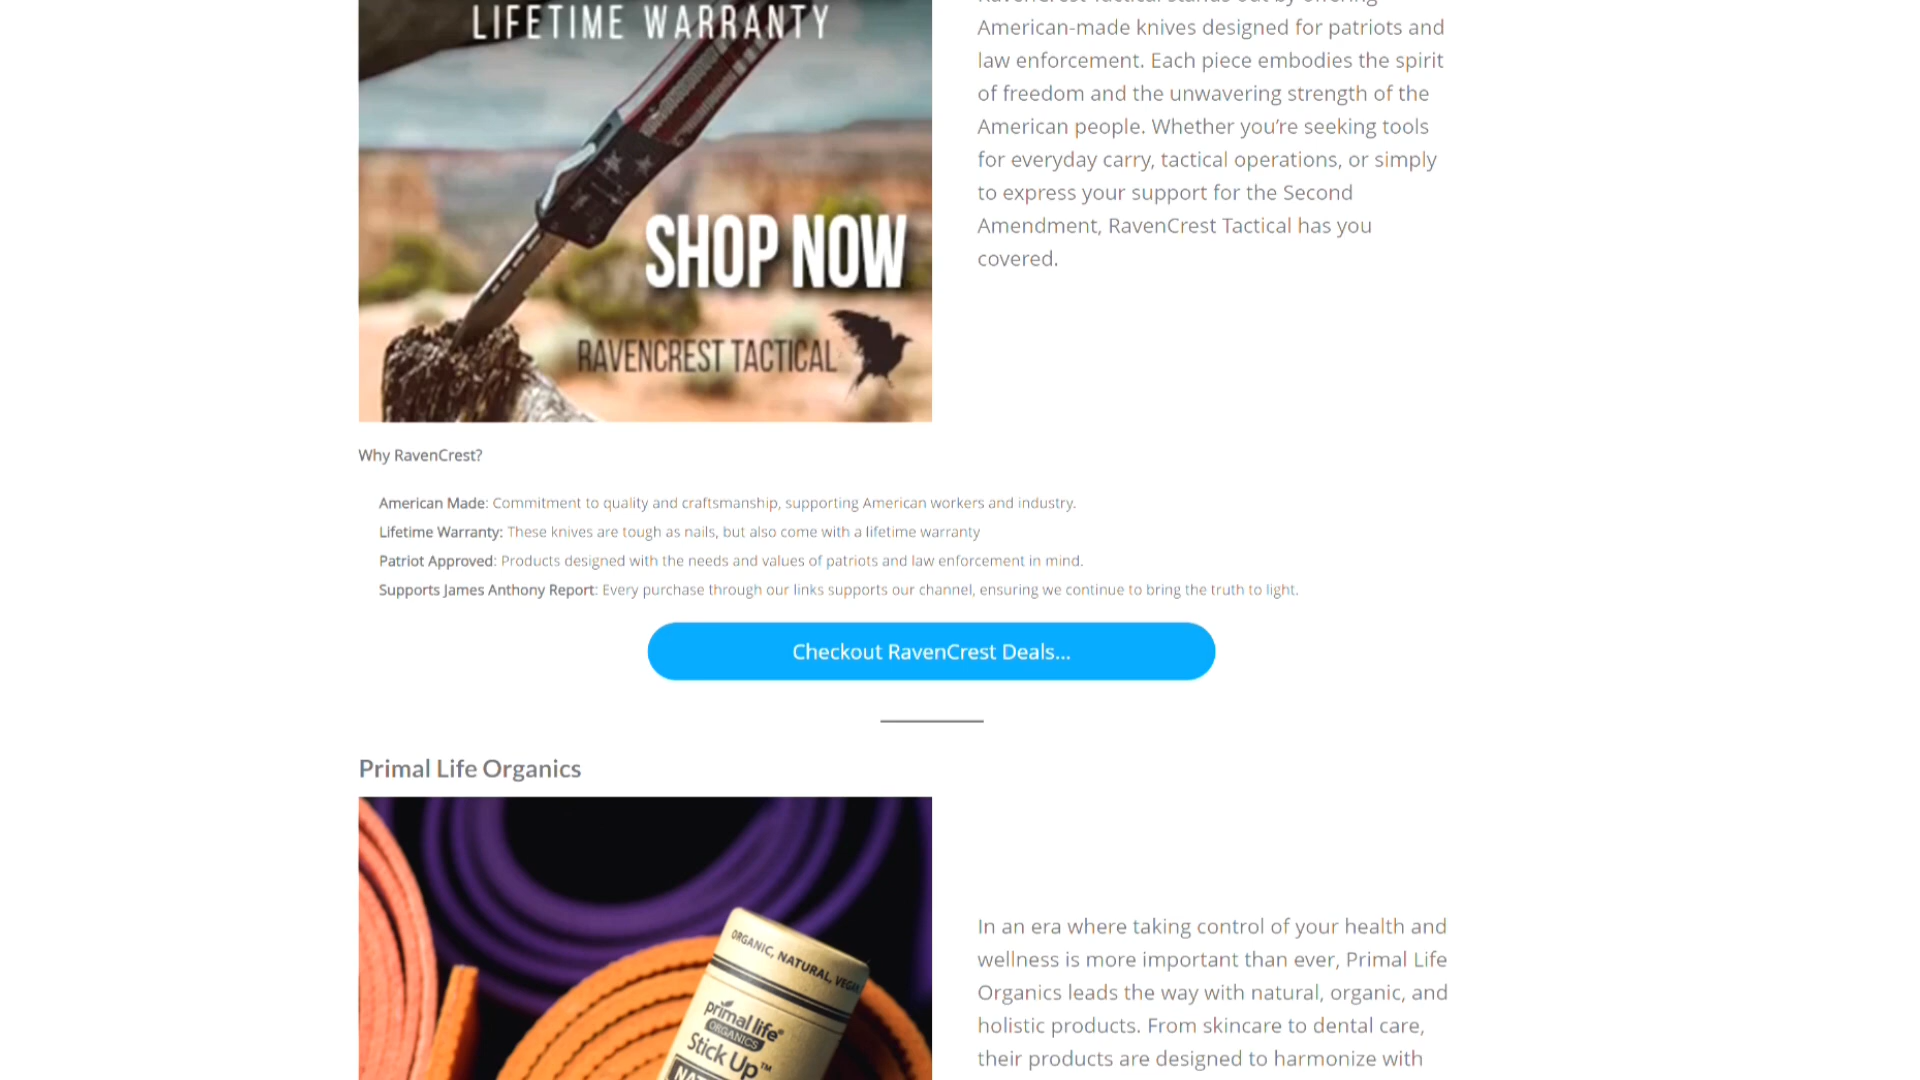 LIFETIME WARRANTY
SHOP NOW
RAVENCREST TACTICAL
American-made knives designed for patriots and
law enforcement. Each piece embodies the spirit
of freedom and the unwavering strength of the
American people. Whether you’re seeking tools
for everyday carry, tactical operations, or simply
to express your support for the Second
Amendment, RavenCrest Tactical has you
covered.
Why RavenCrest?
American Made: Commitment to quality and craftsmanship, supporting American workers and industry.
Lifetime Warranty: These knives are tough as nails, but also come with a lifetime warranty
Patriot Approved: Products designed with the needs and values of patriots and law enforcement in mind.
Supports James Anthony Report: Every purchase through our links supports our channel, ensuring we continue to bring the truth to light.
Checkout RavenCrest Deals...
Primal Life Organics
ORGANIC, NATURAL, VEGAN
primal life
ORGANICS
Stick Up™
In an era where taking control of your health and
wellness is more important than ever, Primal Life
Organics leads the way with natural, organic, and
holistic products. From skincare to dental care,
their products are designed to harmonize with